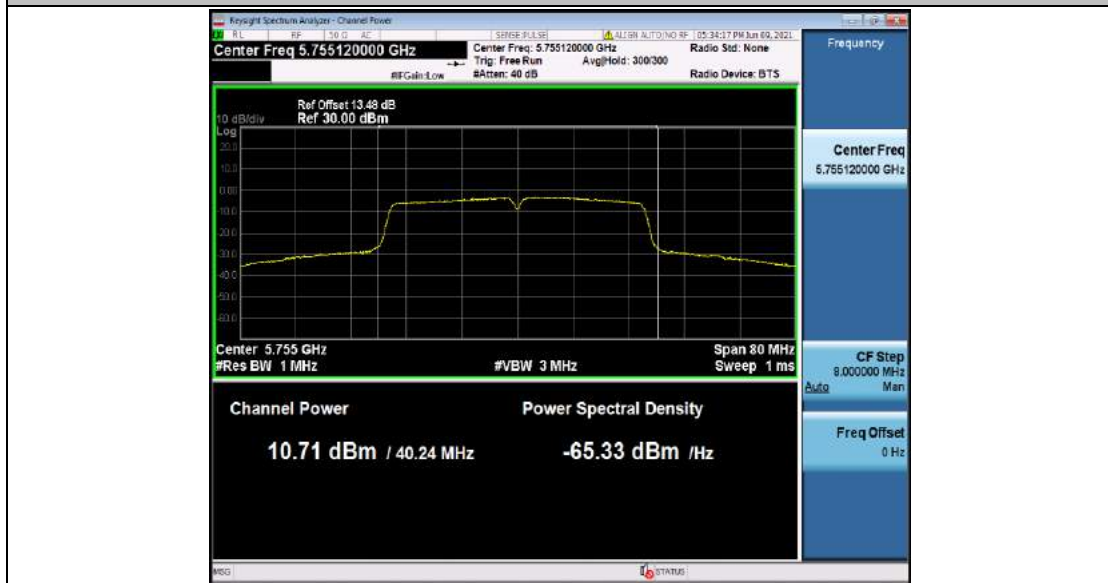 Keysight Spectrum Analyzer - Channel Power
RL RF 50 Ω AC SENSE:PULSE ALIGN AUTO/NO RF 05:34:17 PM Jun 09, 2021
Center Freq 5.755120000 GHz
Center Freq: 5.755120000 GHz
Radio Std: None
Trig: Free Run Avg|Hold: 300/300
#IFGain:Low #Atten: 40 dB Radio Device: BTS
Ref Offset 13.48 dB
10 dB/div Ref 30.00 dBm
Log
20.0
10.0
0.00
-10.0
-20.0
-30.0
-40.0
-50.0
-60.0
Center 5.755 GHz Span 80 MHz
#Res BW 1 MHz #VBW 3 MHz Sweep 1 ms
Channel Power Power Spectral Density
10.71 dBm / 40.24 MHz -65.33 dBm /Hz
MSG STATUS
Frequency
Center Freq
5.755120000 GHz
CF Step
8.000000 MHz
Auto Man
Freq Offset
0 Hz